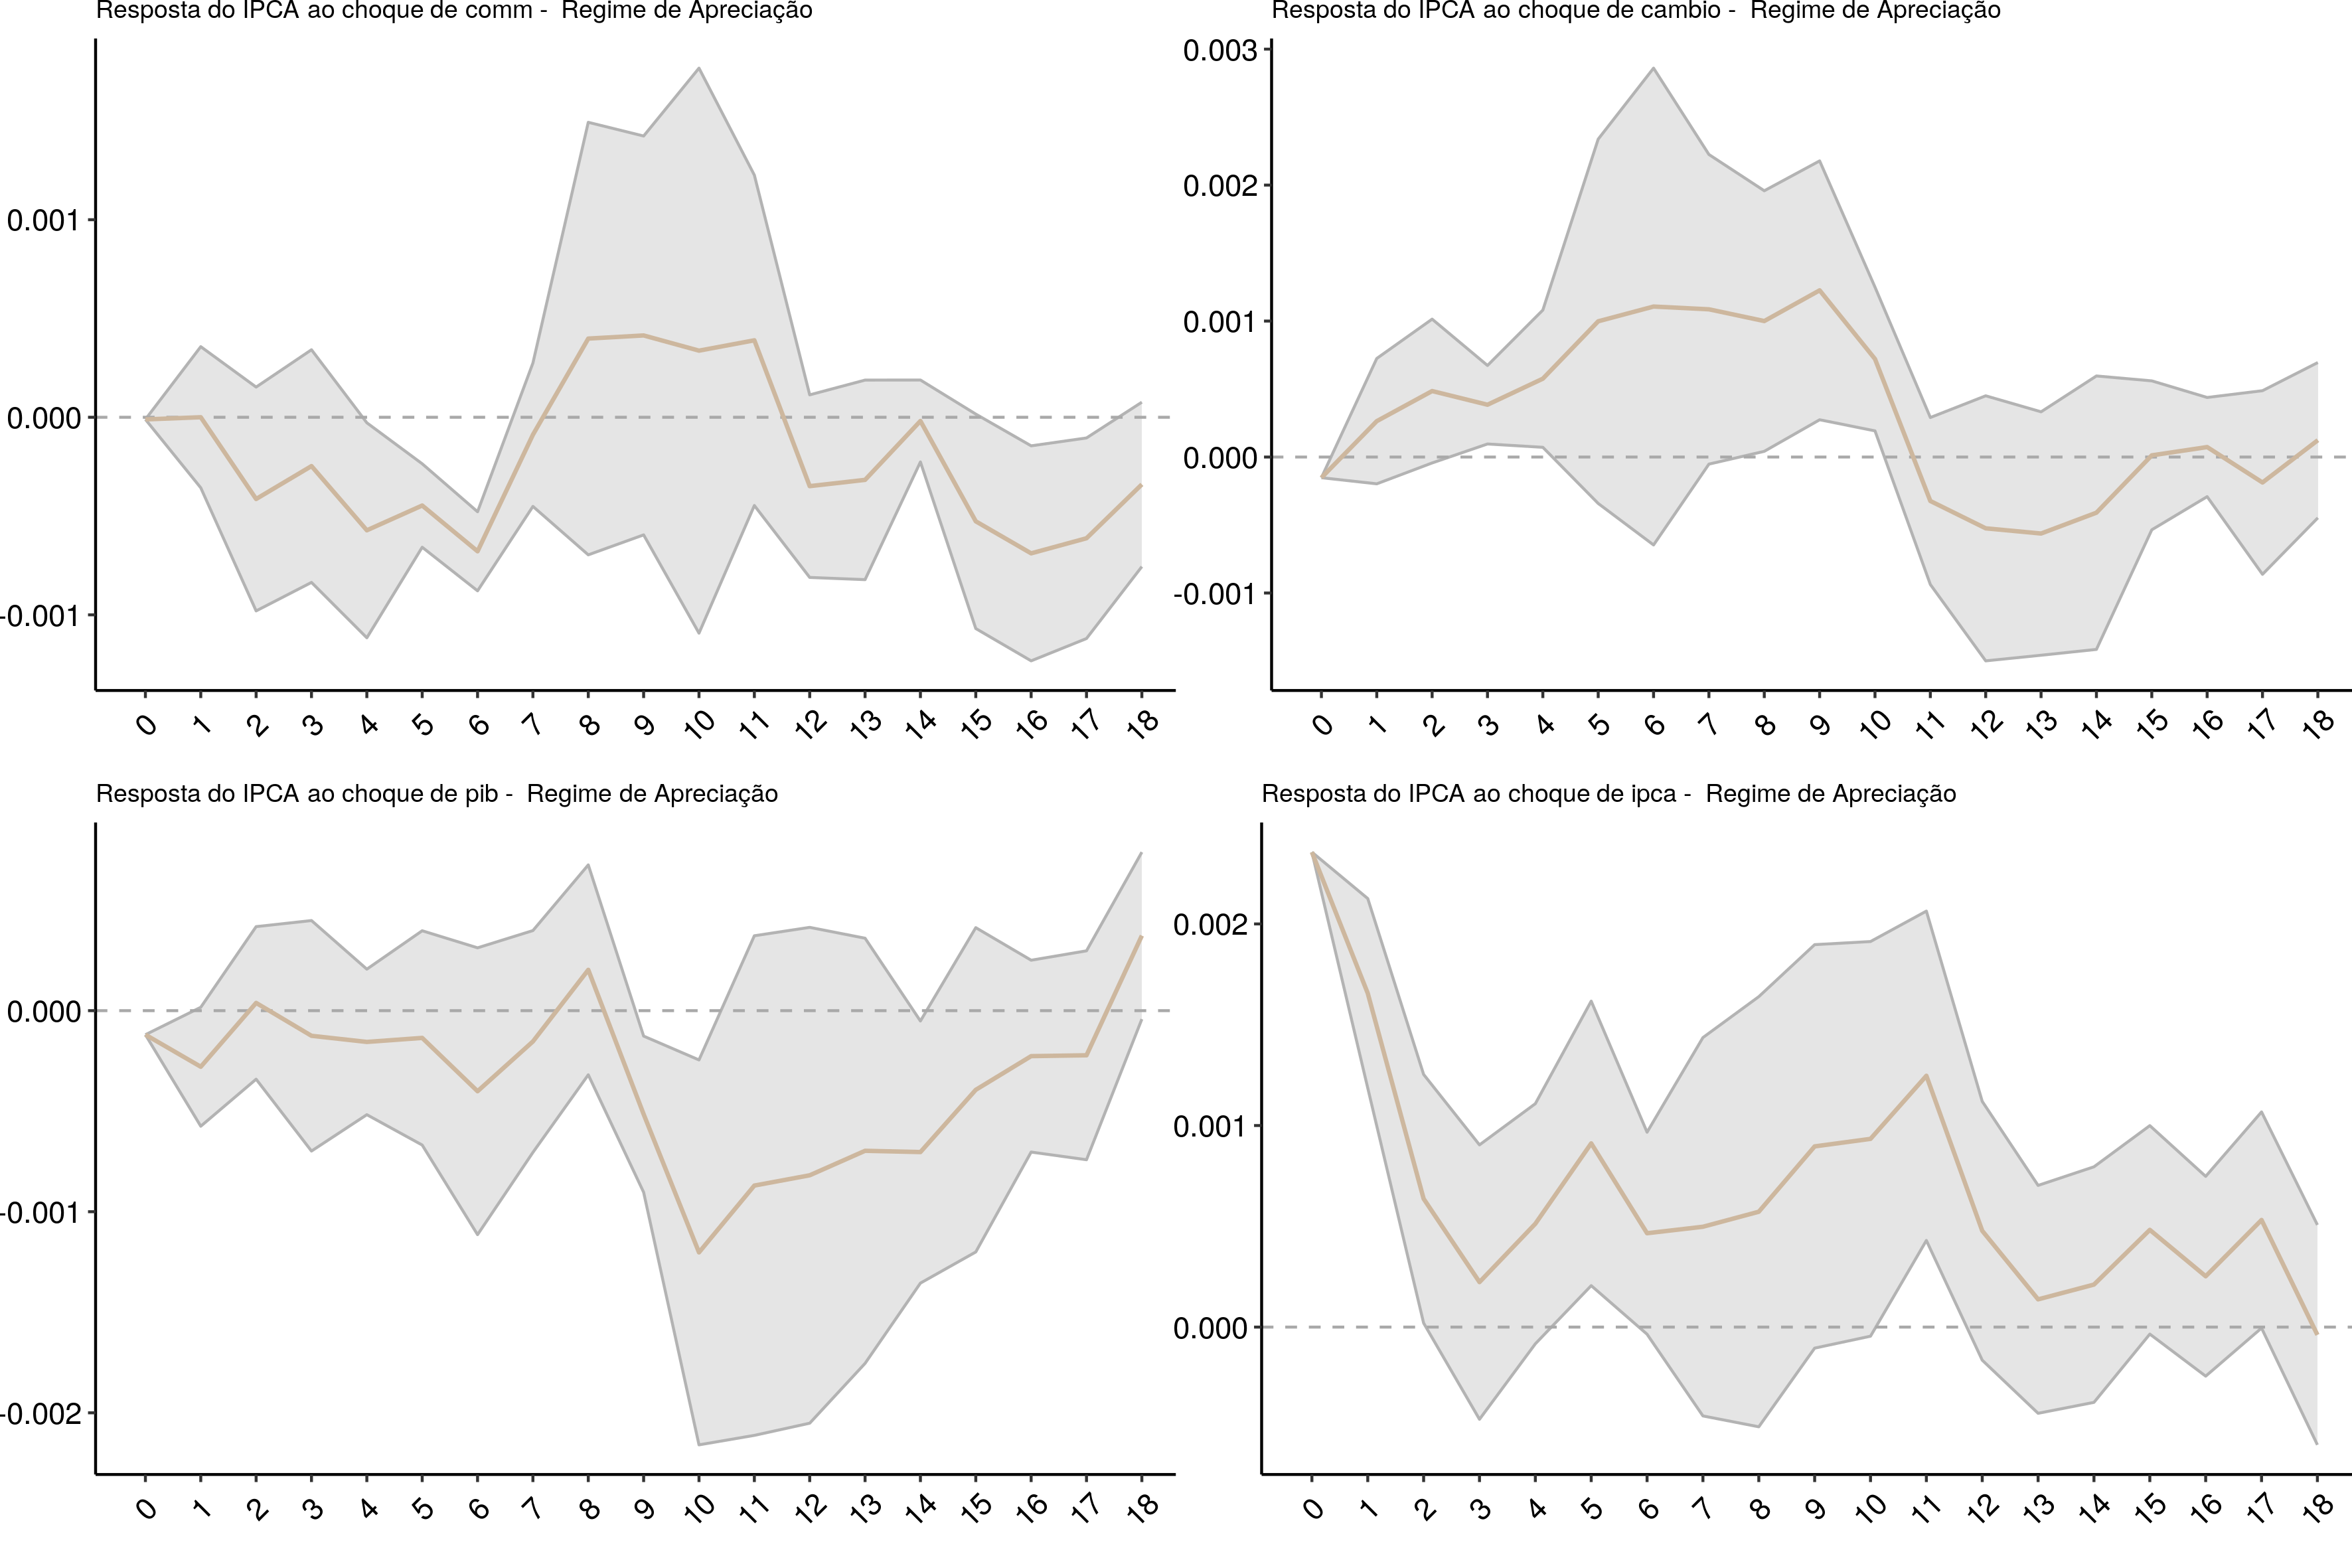 Resposta do IPCA ao choque de comm - Regime de Apreciação
0.001
0.000
-0.001
0 1 2 3 4 5 6 7 8 9 10 11 12 13 14 15 16 17 18
Resposta do IPCA ao choque de cambio - Regime de Apreciação
0.003
0.002
0.001
0.000
-0.001
0 1 2 3 4 5 6 7 8 9 10 11 12 13 14 15 16 17 18
Resposta do IPCA ao choque de pib - Regime de Apreciação
0.000
-0.001
-0.002
0 1 2 3 4 5 6 7 8 9 10 11 12 13 14 15 16 17 18
Resposta do IPCA ao choque de ipca - Regime de Apreciação
0.002
0.001
0.000
0 1 2 3 4 5 6 7 8 9 10 11 12 13 14 15 16 17 18